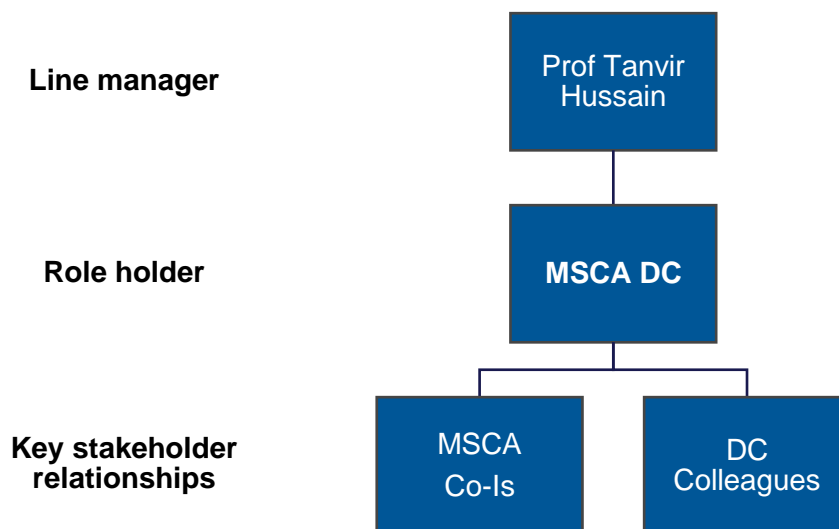 Line manager
Prof Tanvir
Hussain
Role holder
MSCA DC
Key stakeholder
relationships
MSCA
Co-Is
DC
Colleagues